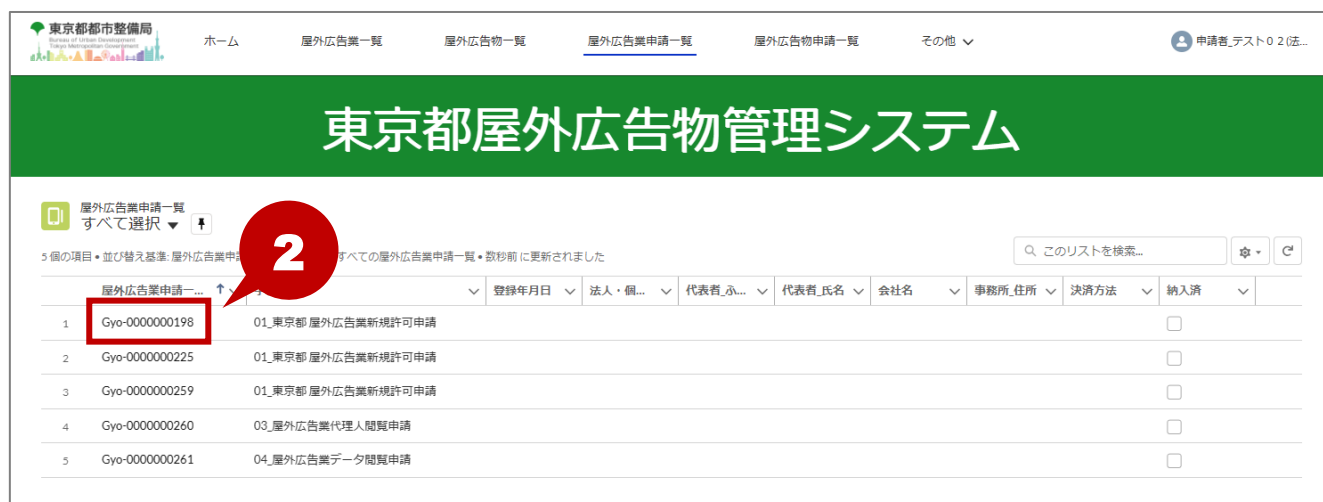 東京都都市整備局
Bureau of Urban Development
Tokyo Metropolitan Government
ホーム
屋外広告業一覧
屋外広告物一覧
屋外広告業申請一覧
屋外広告物申請一覧
その他
申請者_テスト０２(法...
東京都屋外広告物管理システム
屋外広告業申請一覧
すべて選択
2
5 個の項目 • 並び替え基準: 屋外広告業申
すべての屋外広告業申請一覧 • 数秒前 に更新されました
このリストを検索...
屋外広告業申請一... 登録年月日 法人・個... 代表者_ふ... 代表者_氏名 会社名 事務所_住所 決済方法 納入済
1 Gyo-0000000198 01_東京都 屋外広告業新規許可申請
2 Gyo-0000000225 01_東京都 屋外広告業新規許可申請
3 Gyo-0000000259 01_東京都 屋外広告業新規許可申請
4 Gyo-0000000260 03_屋外広告業代理人閲覧申請
5 Gyo-0000000261 04_屋外広告業データ閲覧申請